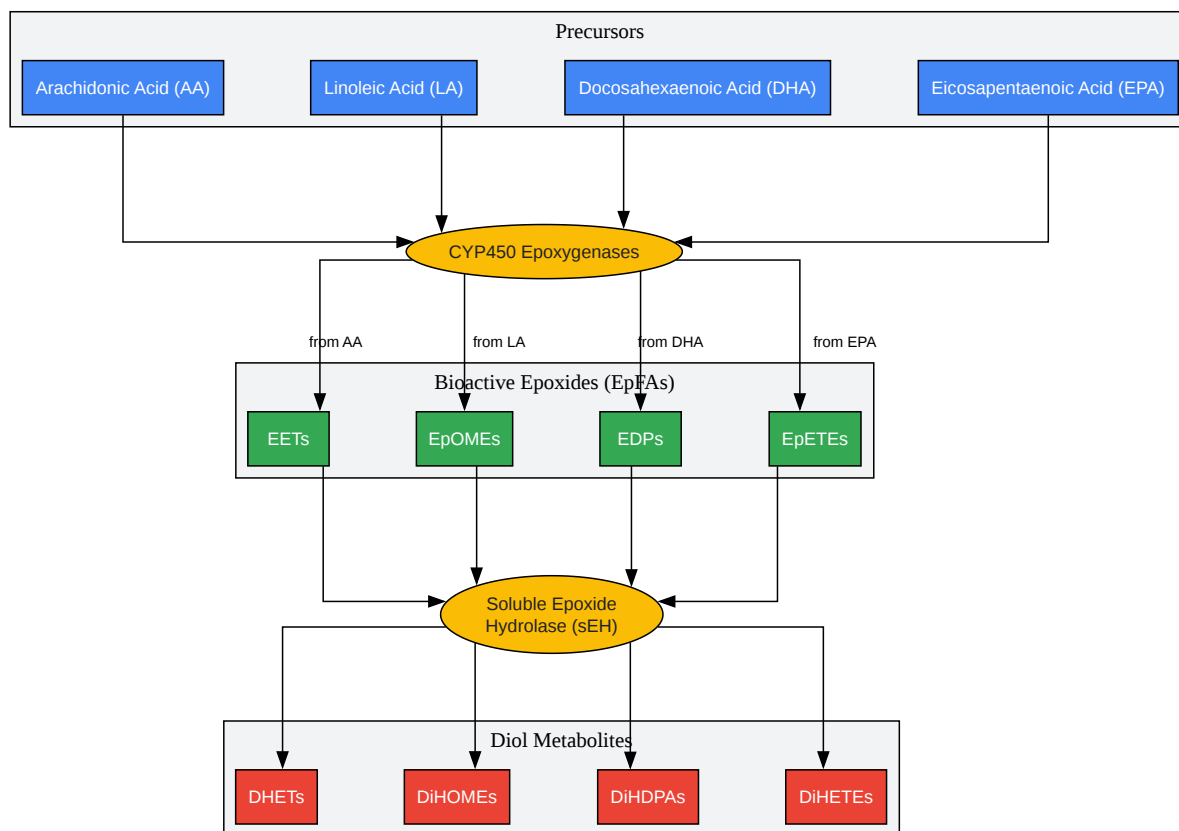 Precursors
Arachidonic Acid (AA)
Linoleic Acid (LA)
Docosahexaenoic Acid (DHA)
Eicosapentaenoic Acid (EPA)
CYP450 Epoxygenases
from AA
from LA
from DHA
from EPA
Bioactive Epoxides (EpFAs)
EETs
EpOMEs
EDPs
EpETEs
Soluble Epoxide
Hydrolase (sEH)
Diol Metabolites
DHETs
DiHOMEs
DiHDPAs
DiHETEs